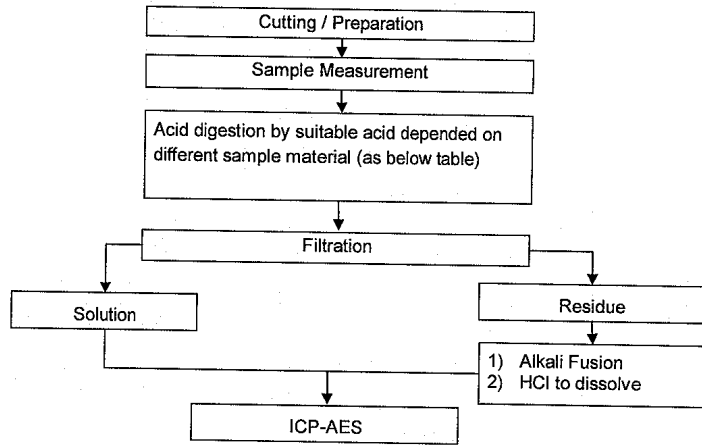 Cutting / Preparation
Sample Measurement
Acid digestion by suitable acid depended on
different sample material (as below table)
Filtration
Solution
Residue
1) Alkali Fusion
2) HCl to dissolve
ICP-AES